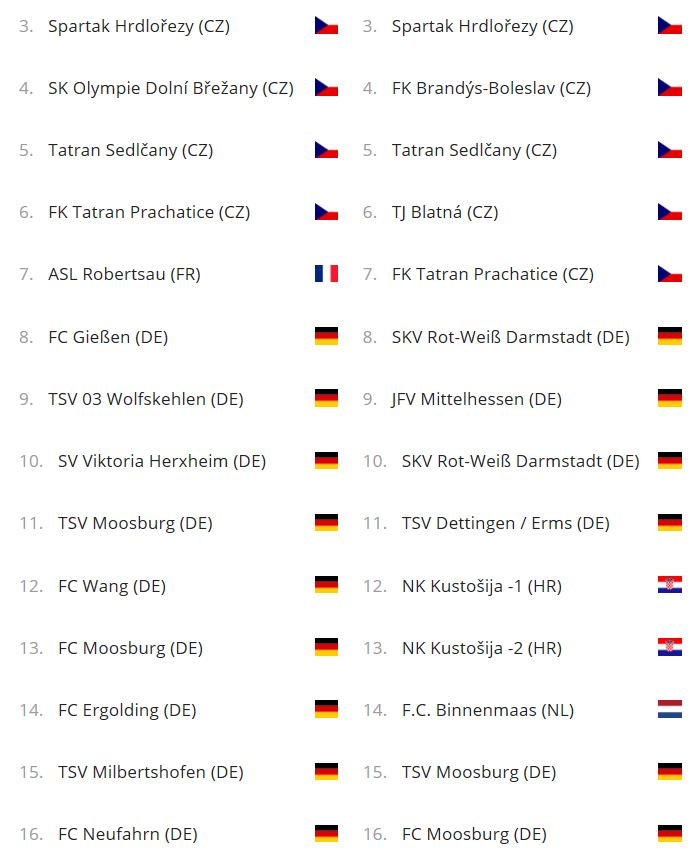 3. Spartak Hrdlořezy (CZ)
4. SK Olympie Dolní Břežany (CZ)
5. Tatran Sedlčany (CZ)
6. FK Tatran Prachatice (CZ)
7. ASL Robertsau (FR)
8. FC Gießen (DE)
9. TSV 03 Wolfskehlen (DE)
10. SV Viktoria Herxheim (DE)
11. TSV Moosburg (DE)
12. FC Wang (DE)
13. FC Moosburg (DE)
14. FC Ergolding (DE)
15. TSV Milbertshofen (DE)
16. FC Neufahrn (DE)
3. Spartak Hrdlořezy (CZ)
4. FK Brandýs-Boleslav (CZ)
5. Tatran Sedlčany (CZ)
6. TJ Blatná (CZ)
7. FK Tatran Prachatice (CZ)
8. SKV Rot-Weiß Darmstadt (DE)
9. JFV Mittelhessen (DE)
10. SKV Rot-Weiß Darmstadt (DE)
11. TSV Dettingen / Erms (DE)
12. NK Kustošija -1 (HR)
13. NK Kustošija -2 (HR)
14. F.C. Binnenmaas (NL)
15. TSV Moosburg (DE)
16. FC Moosburg (DE)